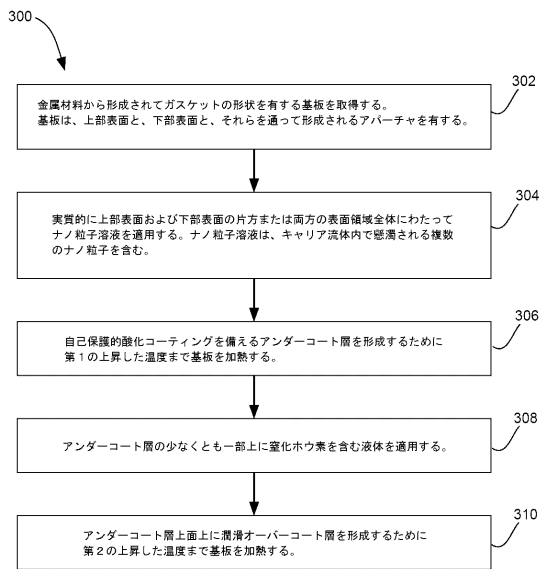 300
302
金属材料から形成されてガスケットの形状を有する基板を取得する。
基板は、上部表面と、下部表面と、それらを通って形成されるアパーチャを有する。
304
実質的に上部表面および下部表面の片方または両方の表面領域全体にわたって
ナノ粒子溶液を適用する。ナノ粒子溶液は、キャリア流体内で懸濁される複数
のナノ粒子を含む。
306
自己保護的酸化コーティングを備えるアンダーコート層を形成するために
第1の上昇した温度まで基板を加熱する。
308
アンダーコート層の少なくとも一部上に窒化ホウ素を含む液体を適用する。
310
アンダーコート層上面上に潤滑オーバーコート層を形成するために
第2の上昇した温度まで基板を加熱する。